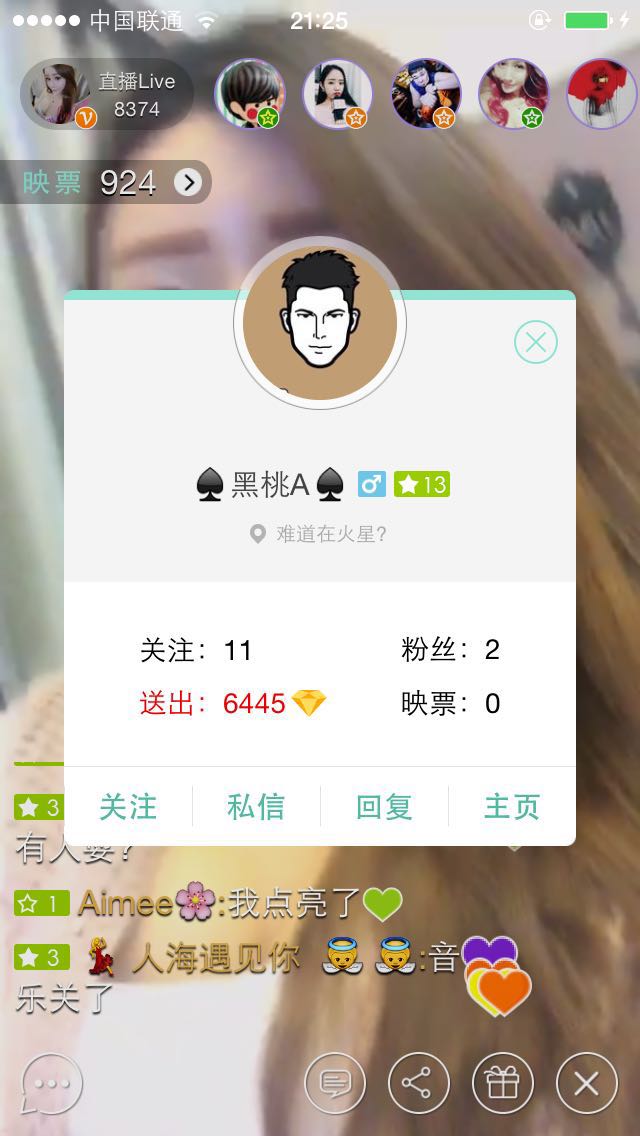 中国联通 21:25
直播Live
8374
映票 924
♠黑桃A♠ 13
难道在火星?
关注: 11 粉丝: 2
送出: 6445 映票: 0
关注 私信 回复 主页
3
有人娶?
1 Aimee🌸:我点亮了💚
3 💃 人海遇见你 👼 👼:音
乐关了